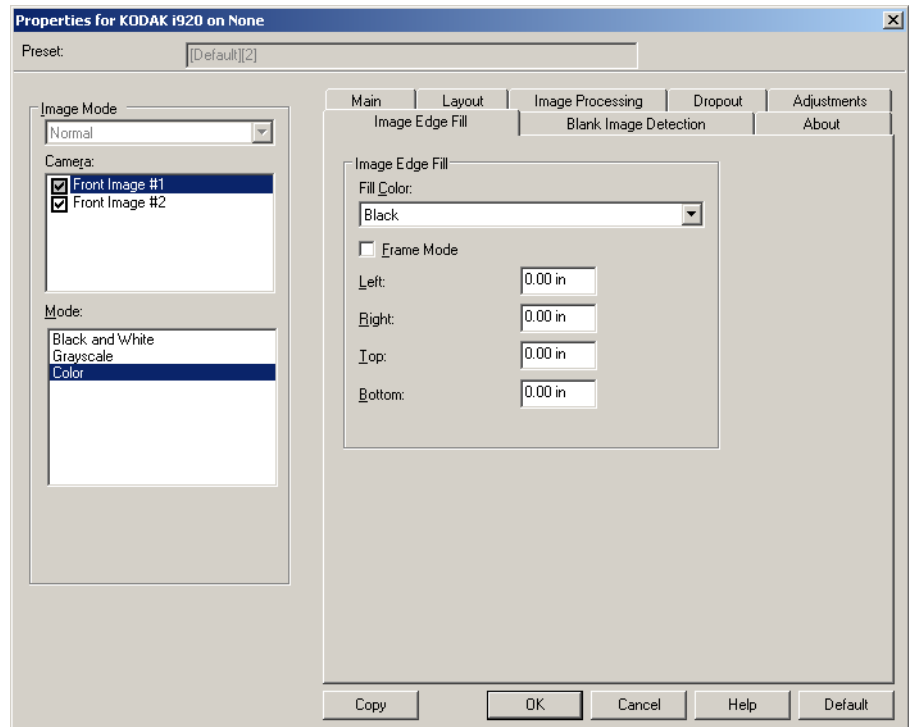 Properties for KODAK i920 on None
Preset:
[Default][2]
Image Mode
Normal
Camera:
Front Image #1
Front Image #2
Mode:
Black and White
Grayscale
Color
Main
Layout
Image Processing
Dropout
Adjustments
Image Edge Fill
Blank Image Detection
About
Image Edge Fill
Fill Color:
Black
Frame Mode
Left: 0.00 in
Right: 0.00 in
Top: 0.00 in
Bottom: 0.00 in
Copy
OK
Cancel
Help
Default